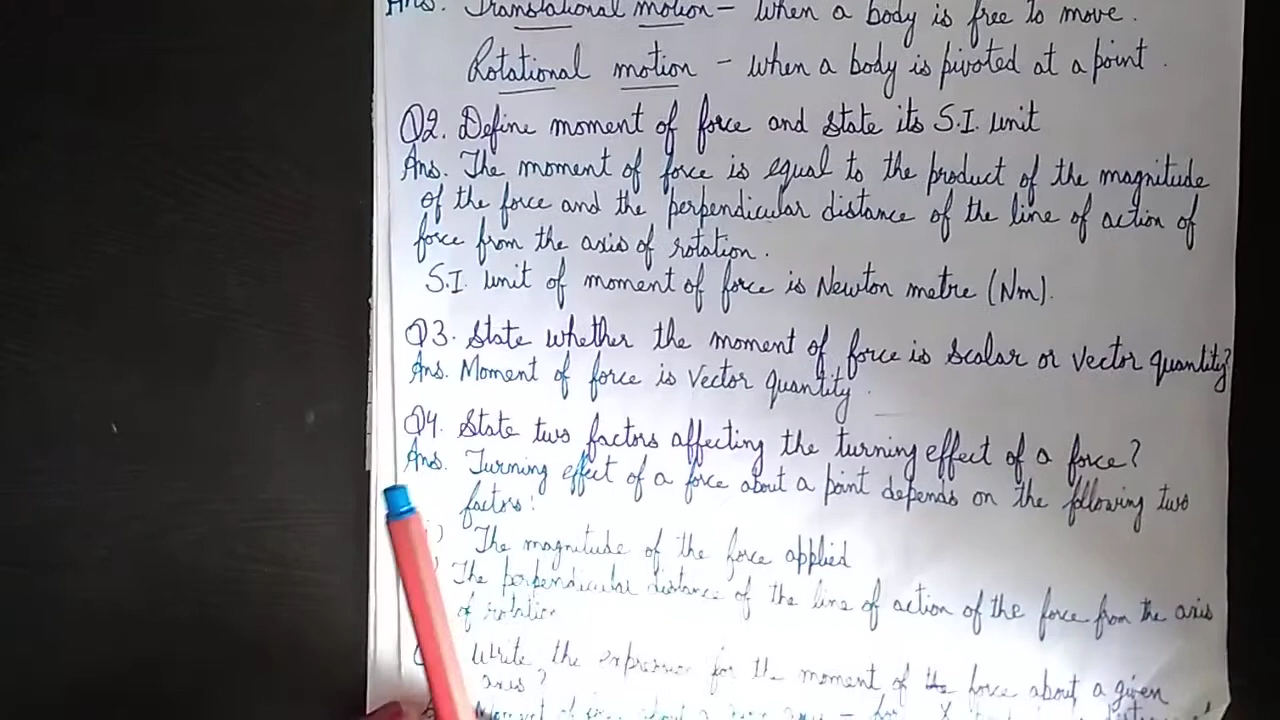 Ans. Translational motion - when a body is free to move.
Rotational motion - when a body is pivoted at a point.
Q2. Define moment of force and state its S.I. unit
Ans. The moment of force is equal to the product of the magnitude
of the force and the perpendicular distance of the line of action of
force from the axis of rotation.
S.I. unit of moment of force is Newton metre (Nm).
Q3. State whether the moment of force is scalar or vector quantity?
Ans. Moment of force is vector quantity.
Q4. State two factors affecting the turning effect of a force?
Ans. Turning effect of a force about a point depends on the following two
factors:
) The magnitude of the force applied
) The perpendicular distance of the line of action of the force from the axis
of rotation
Write the expression for the moment of the force about a given
axis?